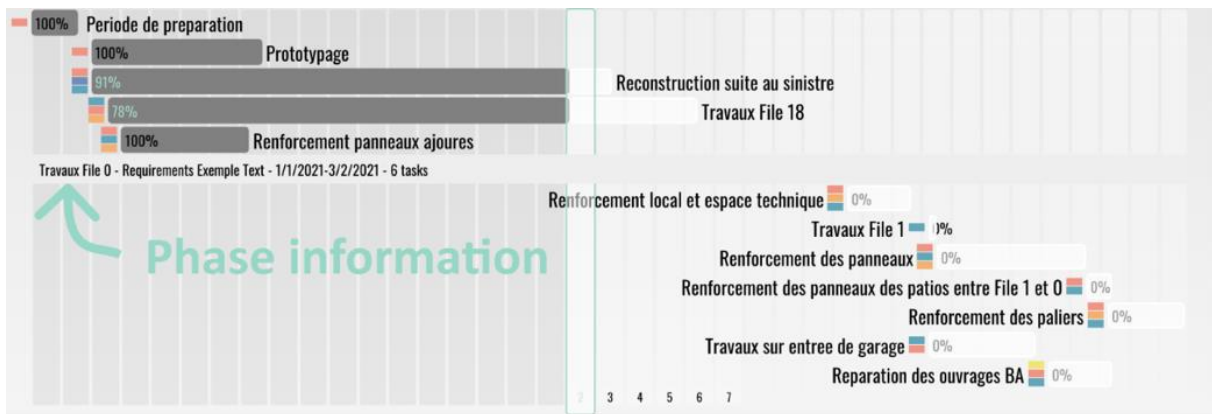 100% Periode de preparation
100% Prototypage
91% Reconstruction suite au sinistre
78% Travaux File 18
100% Renforcement panneaux ajoures
Travaux File 0 - Requirements Exemple Text - 1/1/2021-3/2/2021 - 6 tasks
Phase information
Renforcement local et espace technique 0%
Travaux File 1 0%
Renforcement des panneaux 0%
Renforcement des panneaux des patios entre File 1 et 0 0%
Renforcement des paliers 0%
Travaux sur entree de garage 0%
Reparation des ouvrages BA 0%
2 3 4 5 6 7